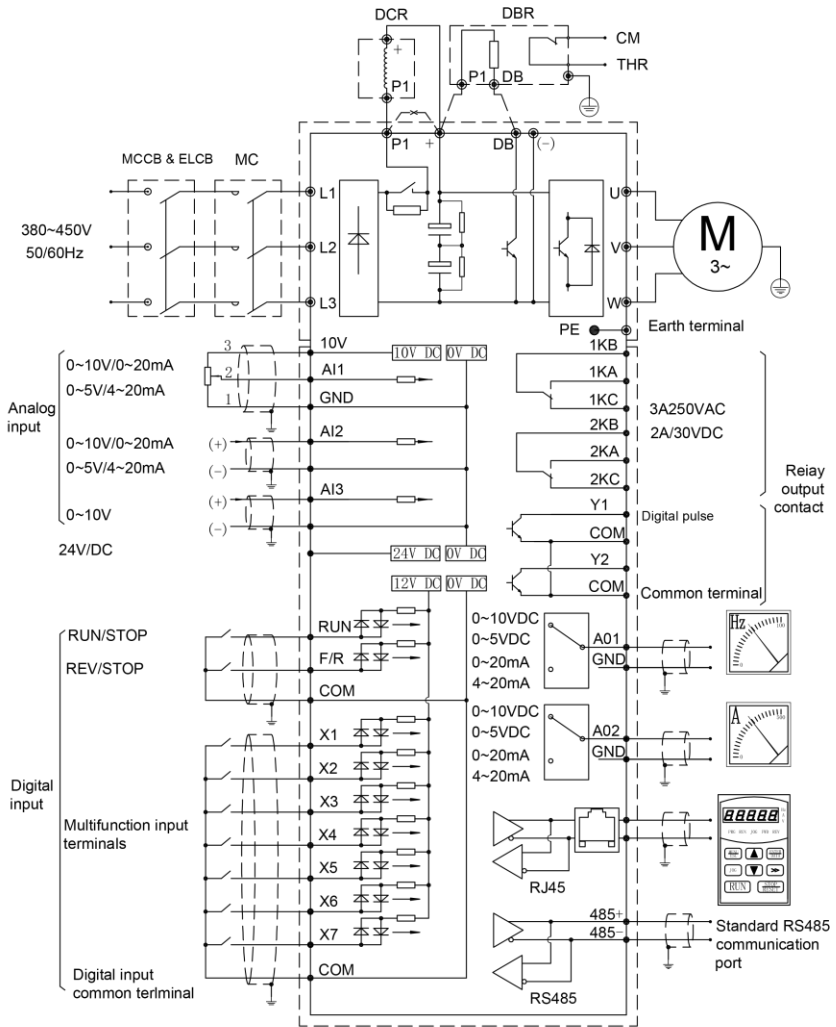 DCR
DBR
CM
THR
+
P1
P1
DB
P1
+
DB
(-)
MCCB & ELCB
MC
L1
L2
L3
380~450V
50/60Hz
U
V
W
M
3~
PE
Earth terminal
Analog
input
0~10V/0~20mA
0~5V/4~20mA
3
2
1
10V
AI1
GND
10V DC
0V DC
0~10V/0~20mA
0~5V/4~20mA
(+)
(-)
AI2
0~10V
(+)
(-)
AI3
24V/DC
24V DC
0V DC
12V DC
0V DC
1KB
1KA
1KC
2KB
2KA
2KC
3A250VAC
2A/30VDC
Reiay
output
contact
Y1
COM
Y2
COM
Digital pulse
Common terminal
Digital
input
RUN/STOP
REV/STOP
RUN
F/R
COM
Multifunction input
terminals
X1
X2
X3
X4
X5
X6
X7
COM
Digital input
common terlminal
0~10VDC
0~5VDC
0~20mA
4~20mA
A01
GND
Hz
0
100
0~10VDC
0~5VDC
0~20mA
4~20mA
A02
GND
A
0
RJ45
88888
RUN
485+
485-
RS485
Standard RS485
communication
port